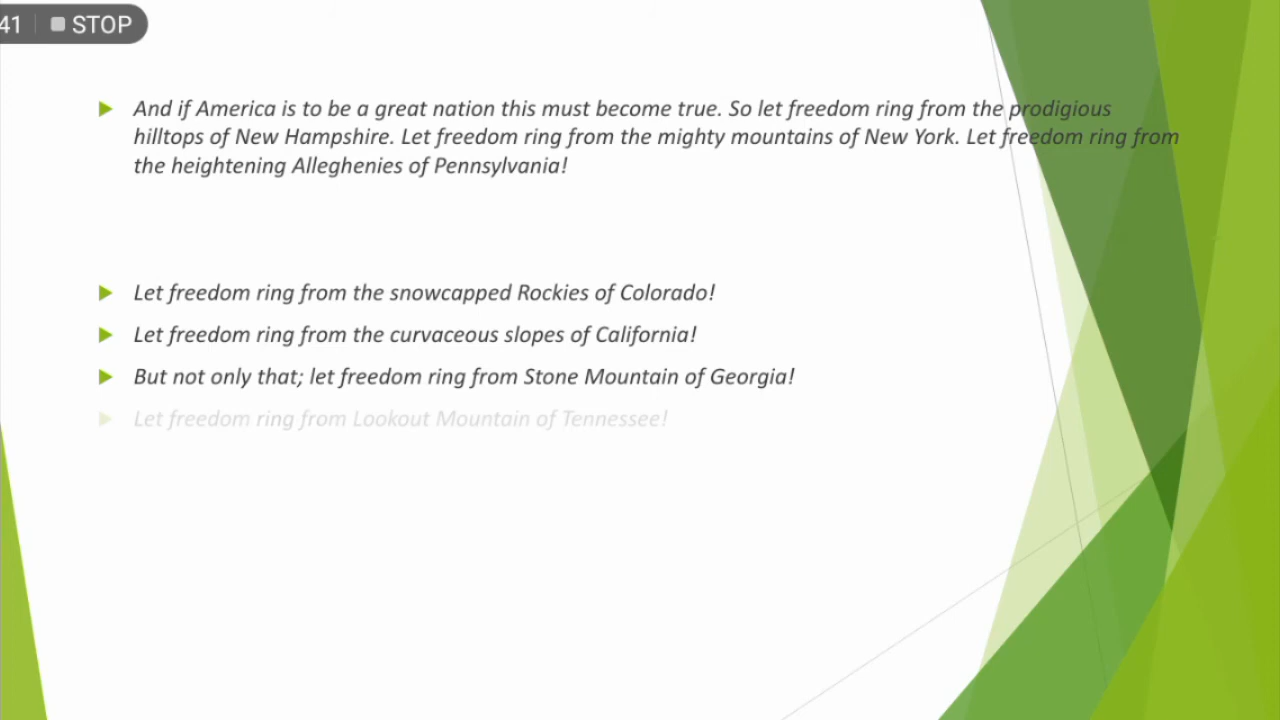 41 STOP
And if America is to be a great nation this must become true. So let freedom ring from the prodigious
hilltops of New Hampshire. Let freedom ring from the mighty mountains of New York. Let freedom ring from
the heightening Alleghenies of Pennsylvania!
Let freedom ring from the snowcapped Rockies of Colorado!
Let freedom ring from the curvaceous slopes of California!
But not only that; let freedom ring from Stone Mountain of Georgia!
Let freedom ring from Lookout Mountain of Tennessee!